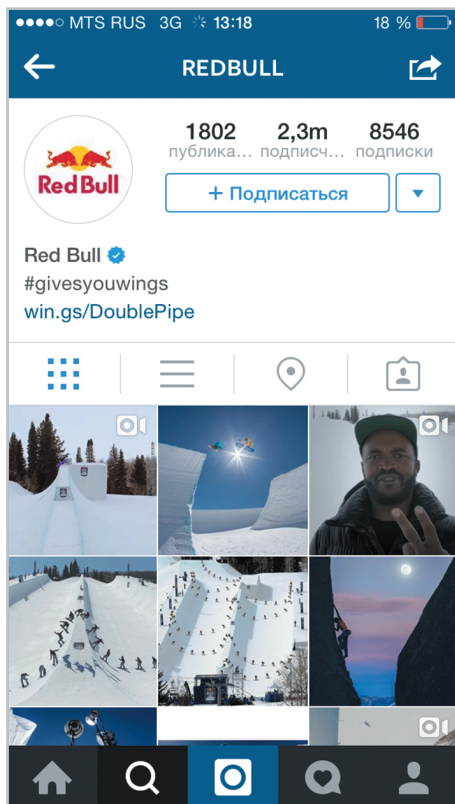 MTS RUS 3G 13:18 18 %
REDBULL
1802 2,3m 8546
публика... подписч... подписки
Red Bull
+ Подписаться
Red Bull
#givesyouwings
win.gs/DoublePipe